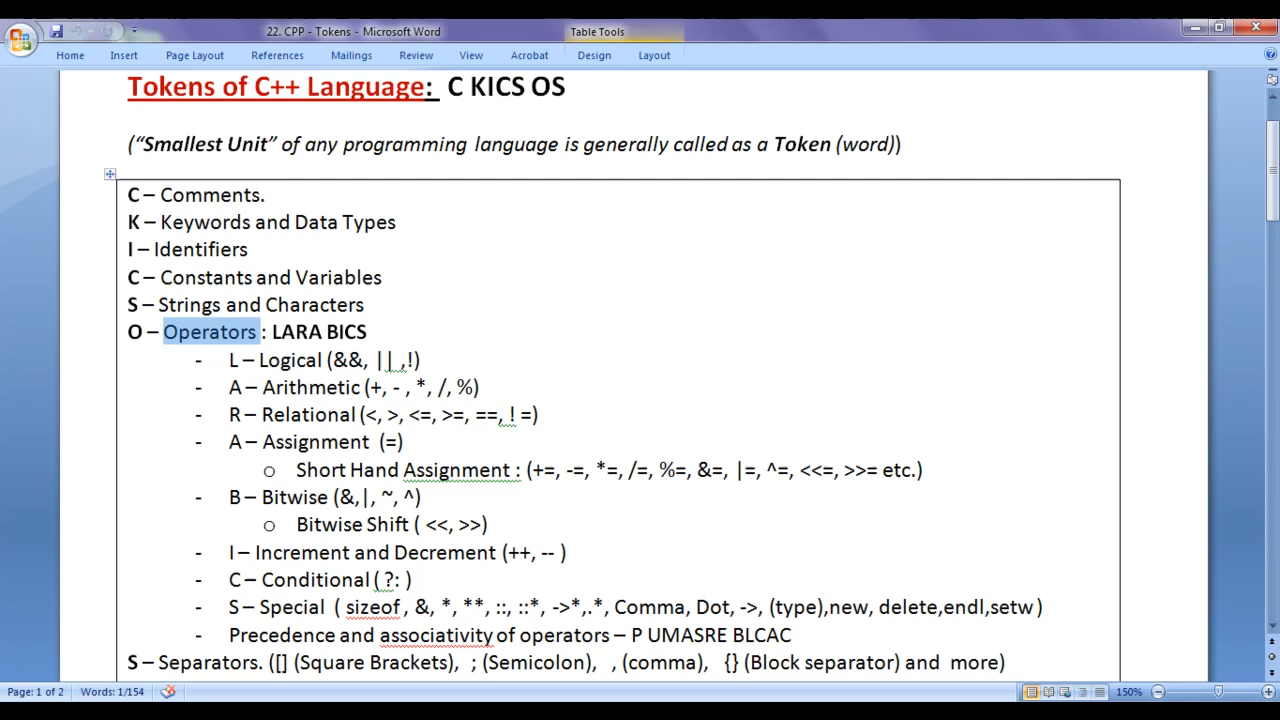 22. CPP - Tokens - Microsoft Word
Table Tools
Home Insert Page Layout References Mailings Review View Acrobat Design Layout
Tokens of C++ Language: C KICS OS
(“Smallest Unit” of any programming language is generally called as a Token (word))
C – Comments.
K – Keywords and Data Types
I – Identifiers
C – Constants and Variables
S – Strings and Characters
O – Operators : LARA BICS
- L – Logical (&&, || ,!)
- A – Arithmetic (+, - , *, /, %)
- R – Relational (<, >, <=, >=, ==, ! =)
- A – Assignment (=)
o Short Hand Assignment : (+=, -=, *=, /=, %=, &=, |=, ^=, <<=, >>= etc.)
- B – Bitwise (&,|, ~, ^)
o Bitwise Shift ( <<, >>)
- I – Increment and Decrement (++, -- )
- C – Conditional ( ?: )
- S – Special ( sizeof , &, *, **, ::, ::*, ->*,.*, Comma, Dot, ->, (type),new, delete,endl,setw )
- Precedence and associativity of operators – P UMASRE BLCAC
S – Separators. ([] (Square Brackets), ; (Semicolon), , (comma), {} (Block separator) and more)
Page: 1 of 2 Words: 1/154 150%